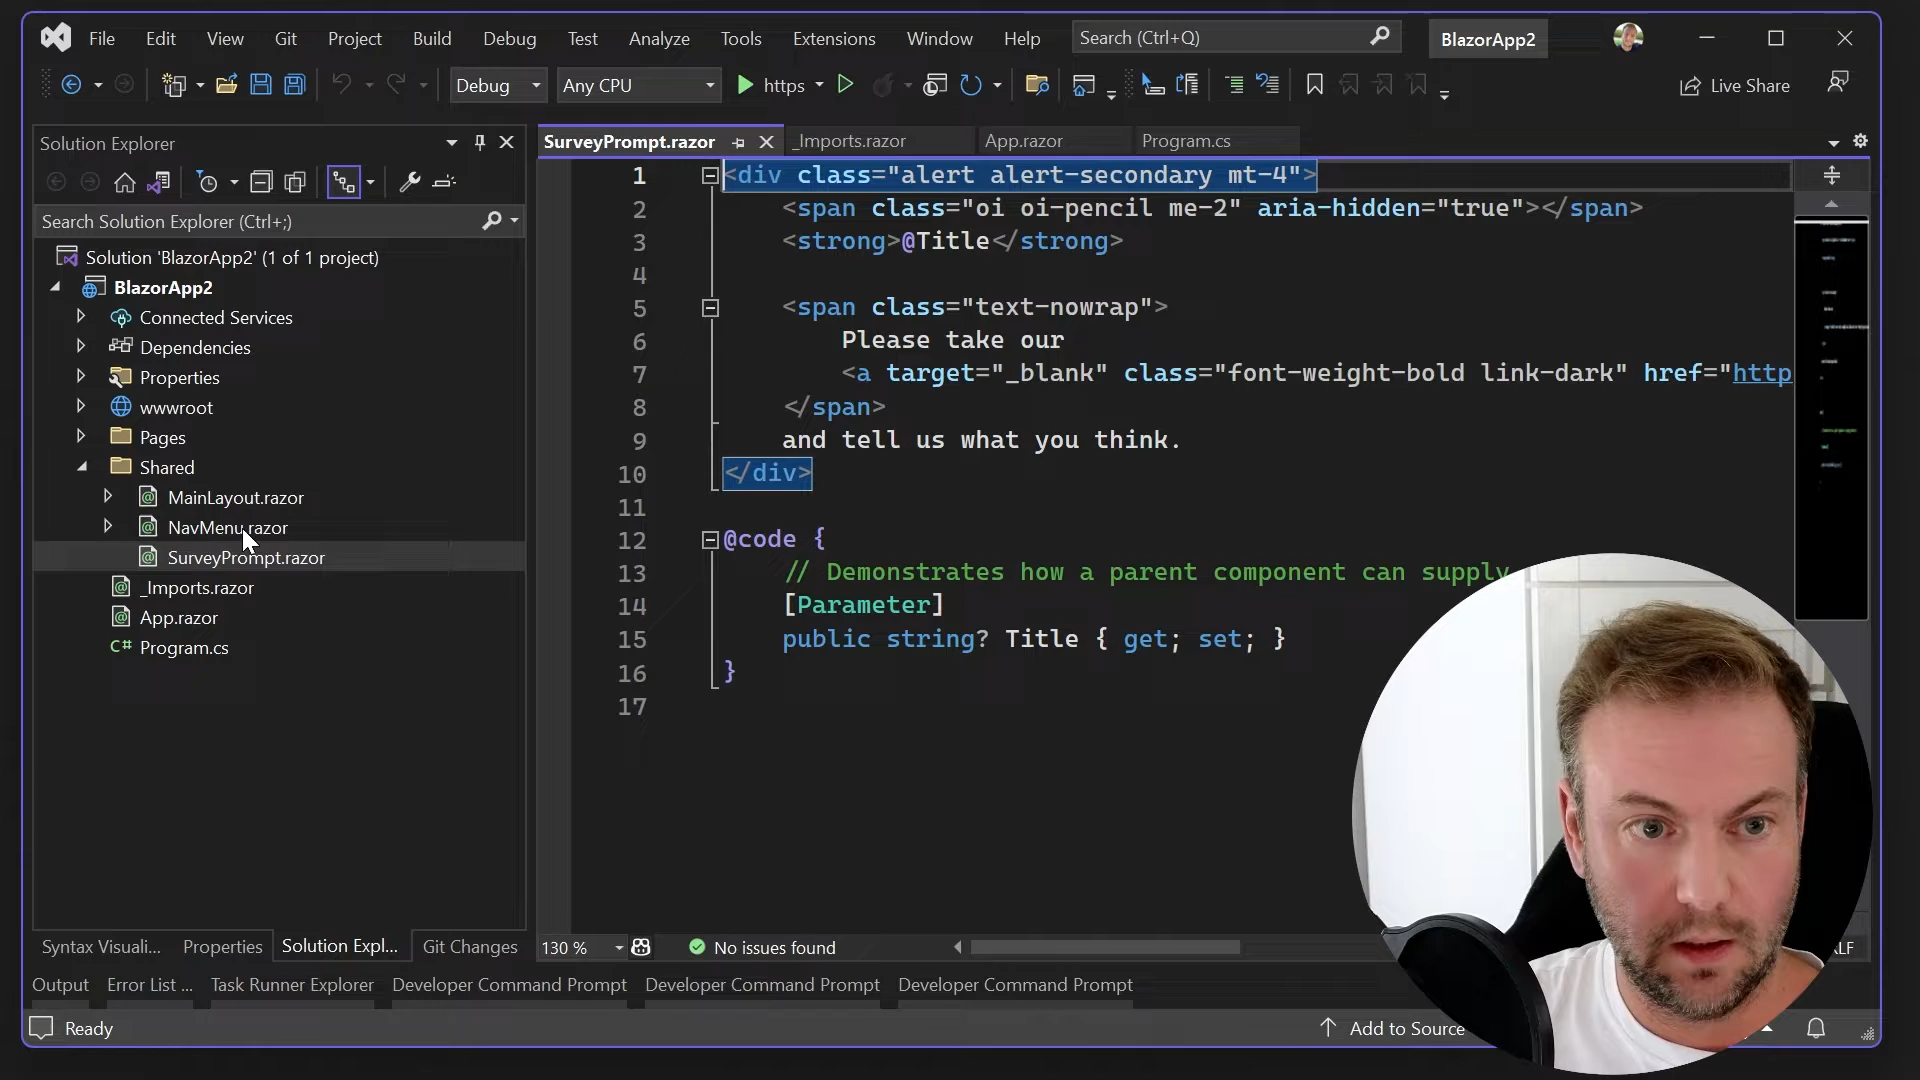 File Edit View Git Project Build Debug Test Analyze Tools Extensions Window Help Search (Ctrl+Q) BlazorApp2
Debug Any CPU https Live Share
Solution Explorer
Search Solution Explorer (Ctrl+;)
Solution 'BlazorApp2' (1 of 1 project)
BlazorApp2
Connected Services
Dependencies
Properties
wwwroot
Pages
Shared
MainLayout.razor
NavMenu.razor
SurveyPrompt.razor
_Imports.razor
App.razor
C# Program.cs
Syntax Visuali... Properties Solution Expl... Git Changes
SurveyPrompt.razor _Imports.razor App.razor Program.cs
1 <div class="alert alert-secondary mt-4">
2 <span class="oi oi-pencil me-2" aria-hidden="true"></span>
3 <strong>@Title</strong>
4
5 <span class="text-nowrap">
6 Please take our
7 <a target="_blank" class="font-weight-bold link-dark" href="http
8 </span>
9 and tell us what you think.
10 </div>
11
12 @code {
13 // Demonstrates how a parent component can supply
14 [Parameter]
15 public string? Title { get; set; }
16 }
17
130 % No issues found
Output Error List ... Task Runner Explorer Developer Command Prompt Developer Command Prompt Developer Command Prompt
Ready Add to Source